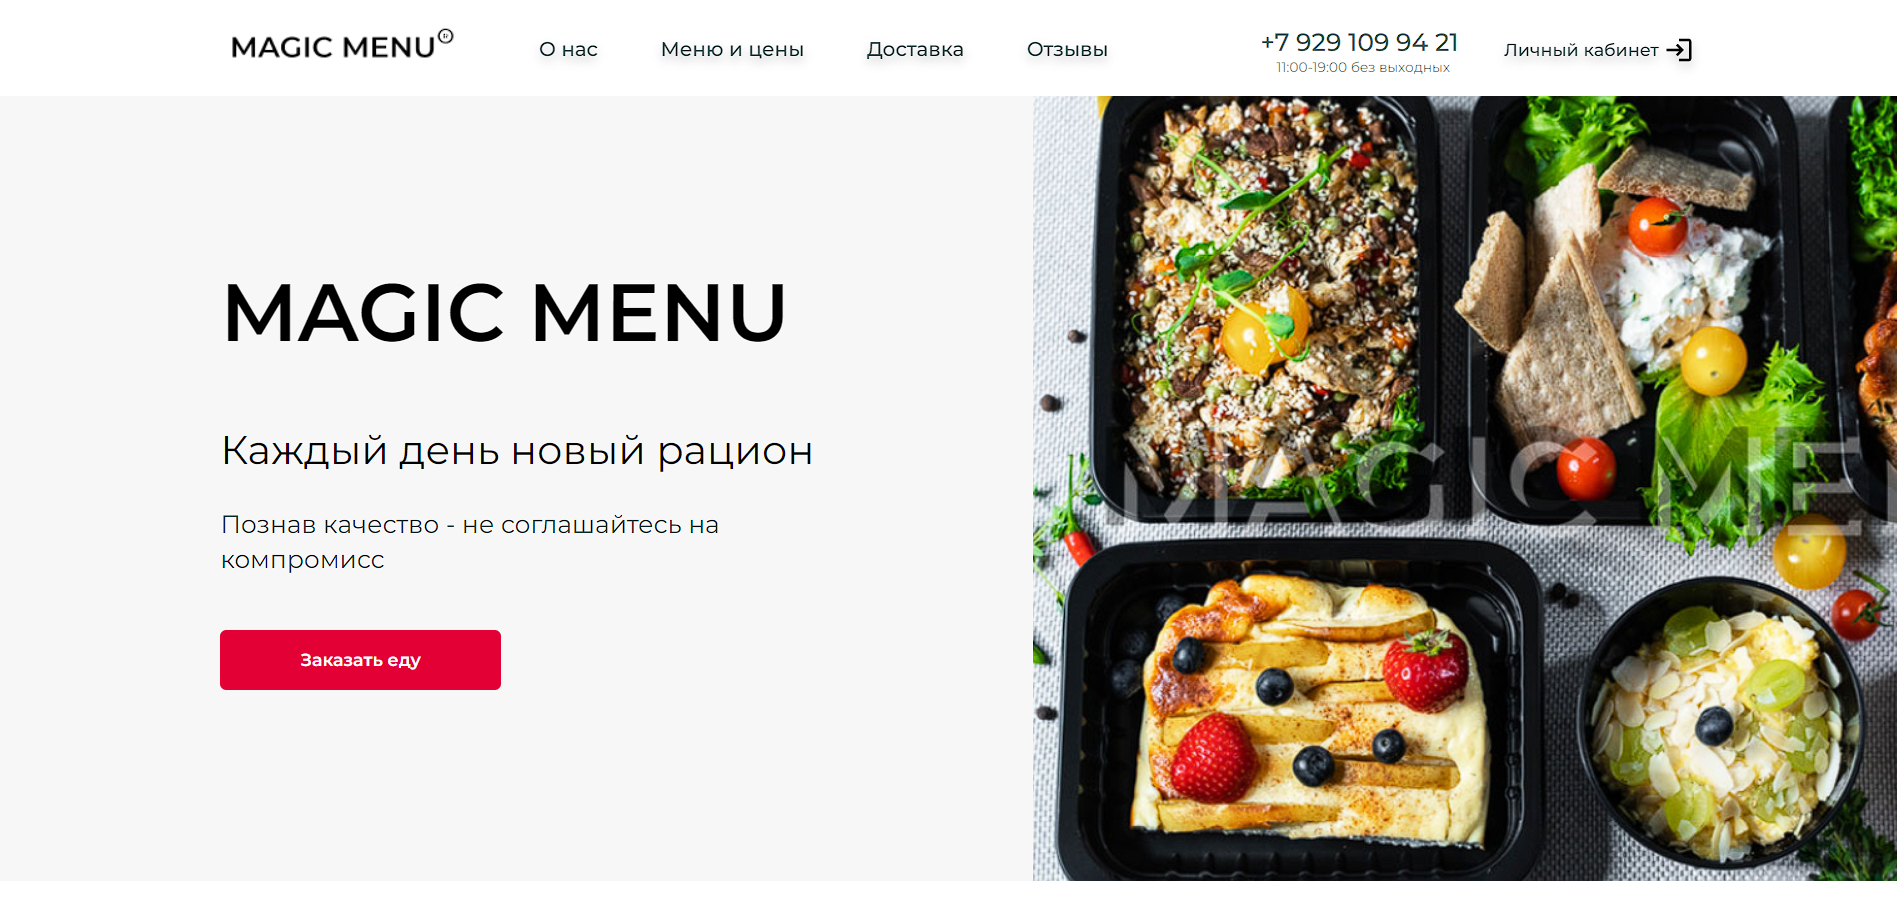 MAGIC MENU®
О нас
Меню и цены
Доставка
Отзывы
+7 929 109 94 21
11:00-19:00 без выходных
Личный кабинет
MAGIC MENU
Каждый день новый рацион
Познав качество - не соглашайтесь на
компромисс
Заказать еду
MAGIC ME